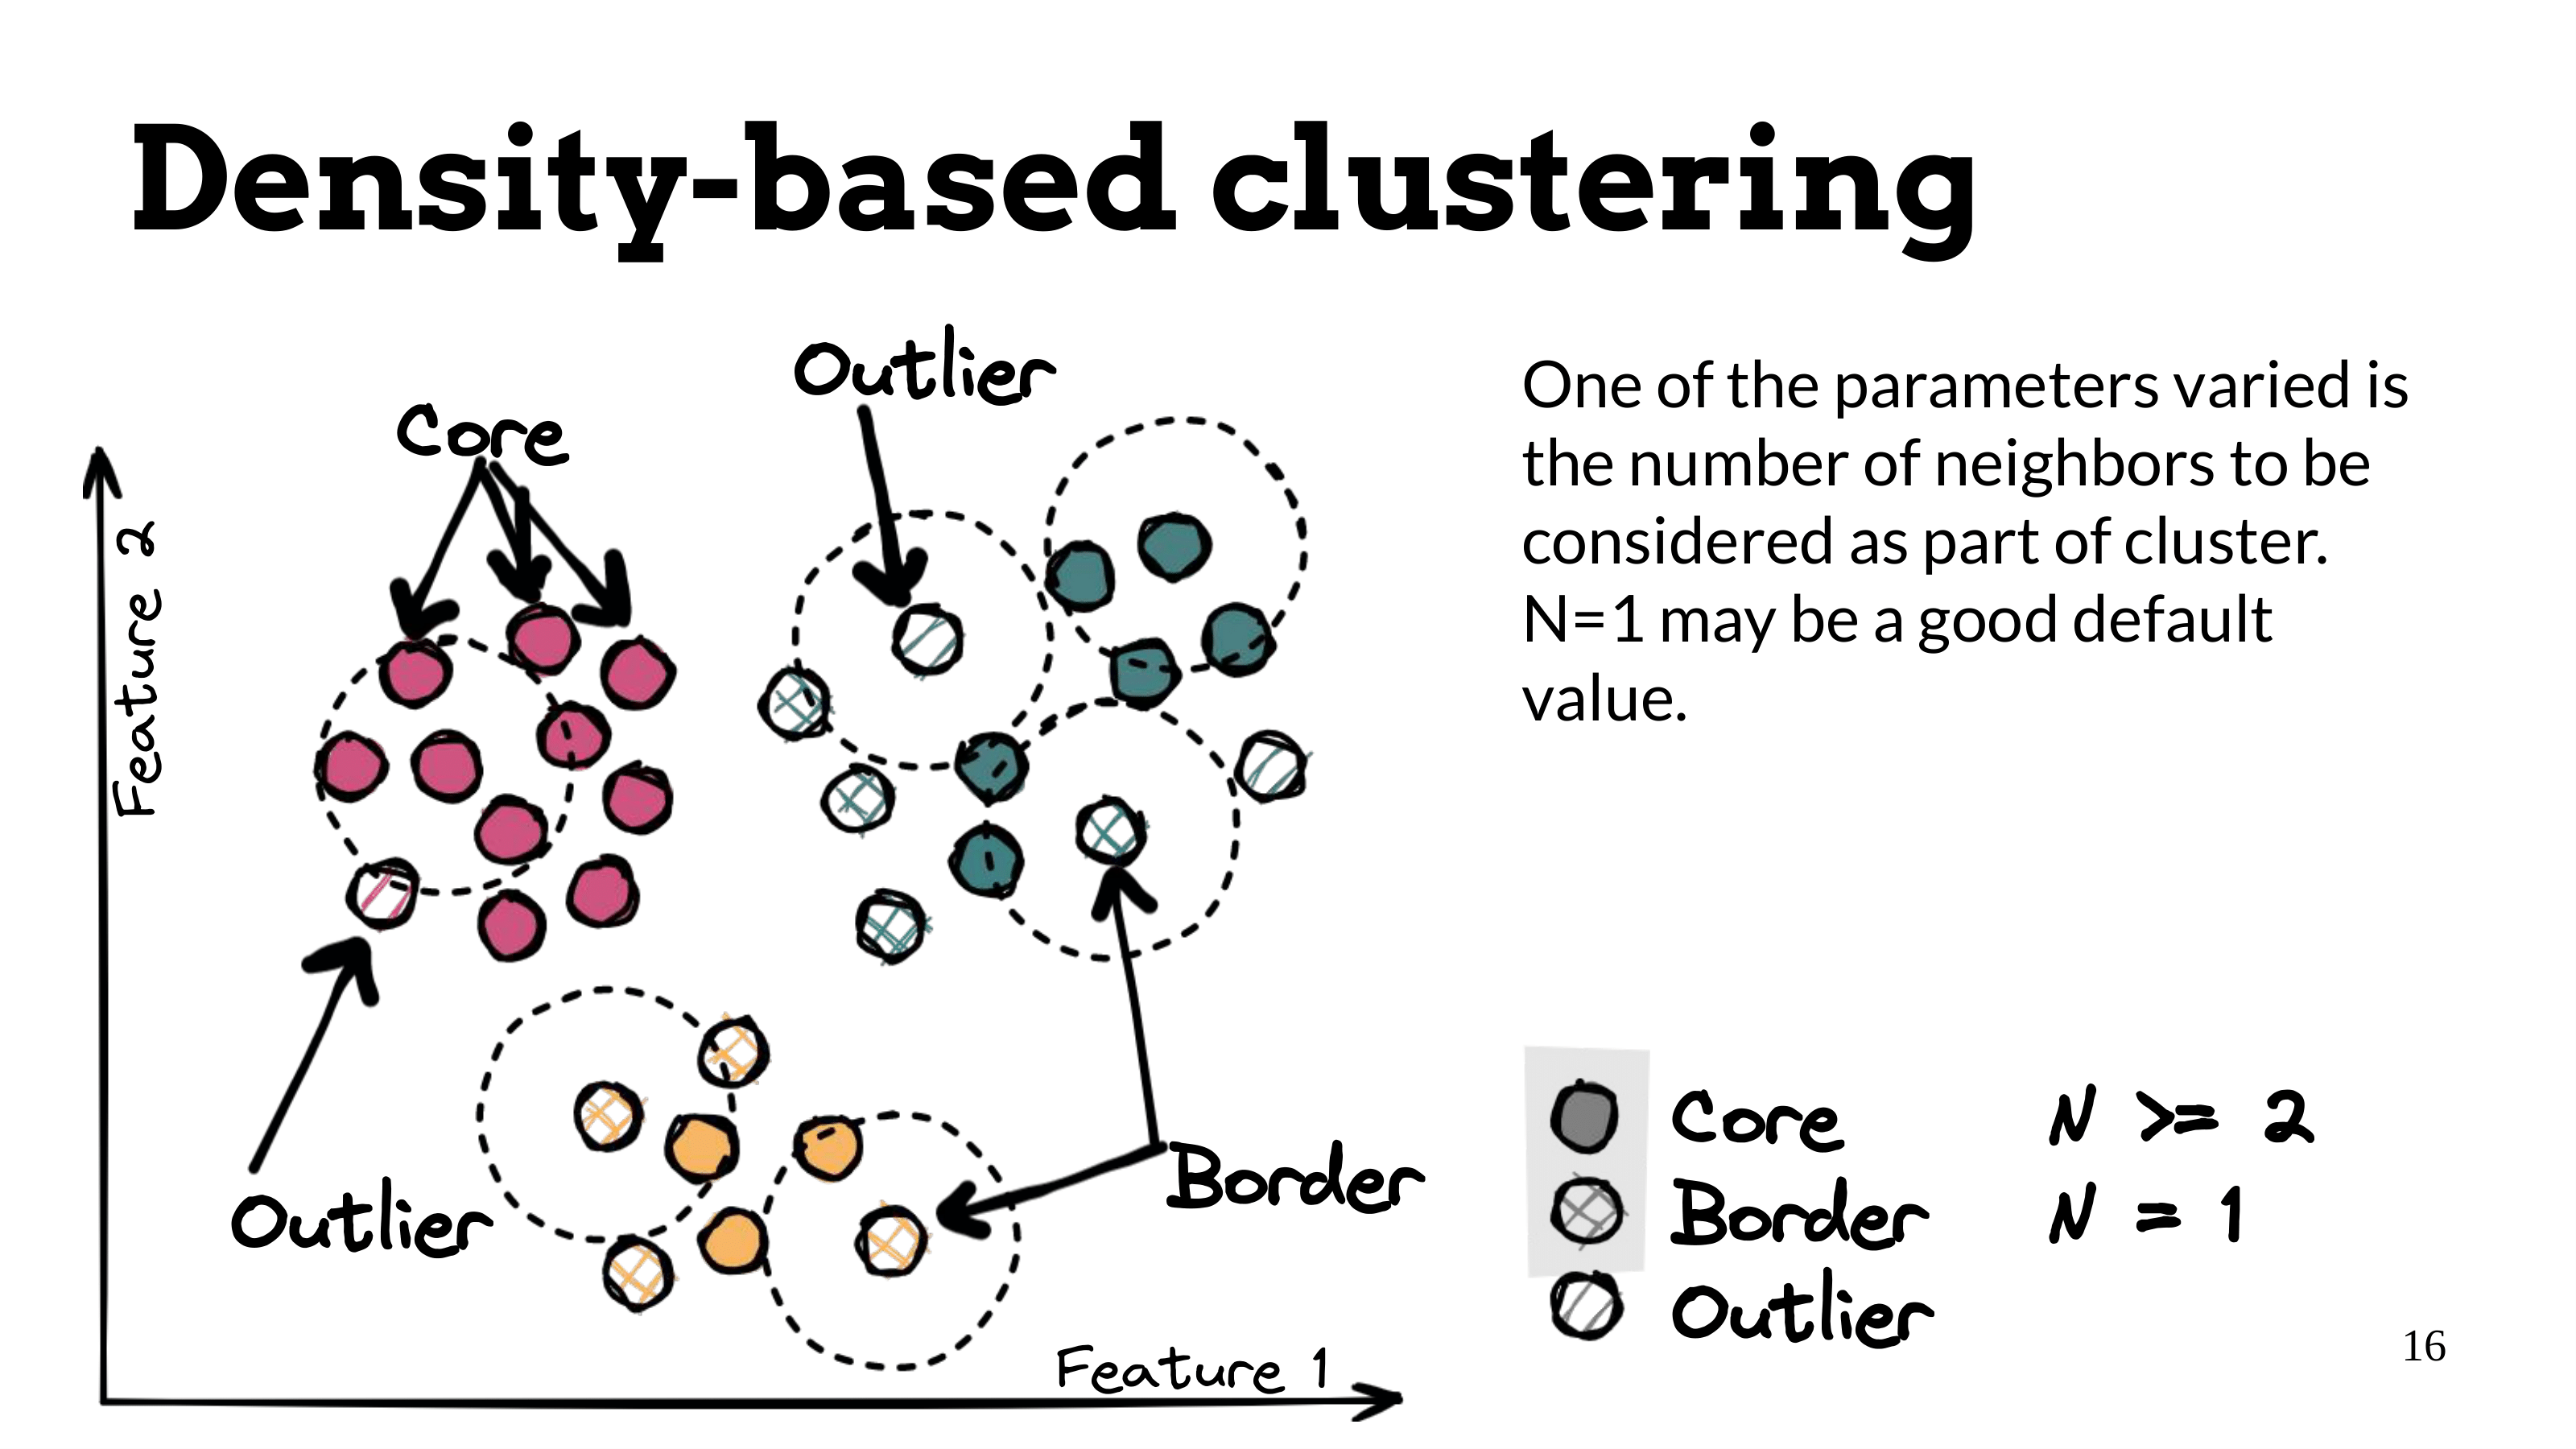 Density-based clustering
Outlier
Core
Feature 2
Outlier
Border
Feature 1
One of the parameters varied is
the number of neighbors to be
considered as part of cluster.
N=1 may be a good default
value.
Core N >= 2
Border N = 1
Outlier
16